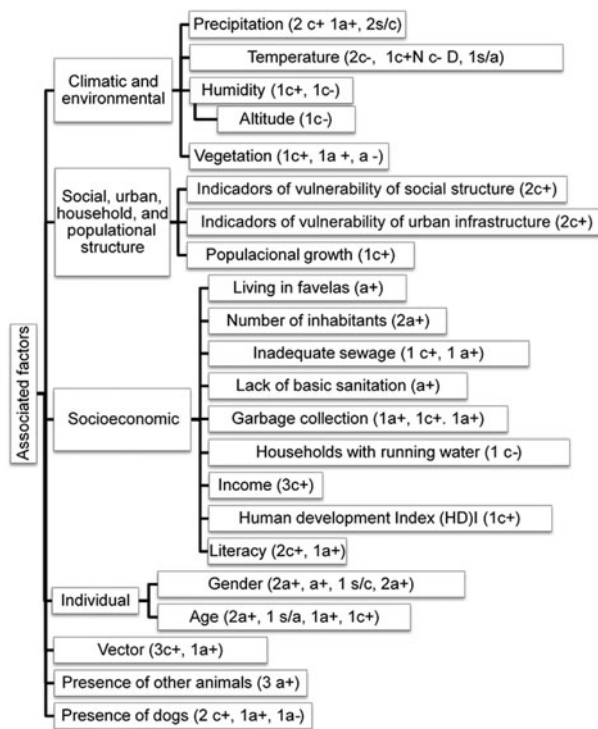 Associated factors
Climatic and
environmental
Precipitation (2 c+ 1a+, 2s/c)
Temperature (2c-, 1c+N c- D, 1s/a)
Humidity (1c+, 1c-)
Altitude (1c-)
Vegetation (1c+, 1a +, a -)
Social, urban,
household, and
populational
structure
Indicadors of vulnerability of social structure (2c+)
Indicadors of vulnerability of urban infrastructure (2c+)
Populacional growth (1c+)
Socioeconomic
Living in favelas (a+)
Number of inhabitants (2a+)
Inadequate sewage (1 c+, 1 a+)
Lack of basic sanitation (a+)
Garbage collection (1a+, 1c+. 1a+)
Households with running water (1 c-)
Income (3c+)
Human development Index (HD)I (1c+)
Literacy (2c+, 1a+)
Individual
Gender (2a+, a+, 1 s/c, 2a+)
Age (2a+, 1 s/a, 1a+, 1c+)
Vector (3c+, 1a+)
Presence of other animals (3 a+)
Presence of dogs (2 c+, 1a+, 1a-)